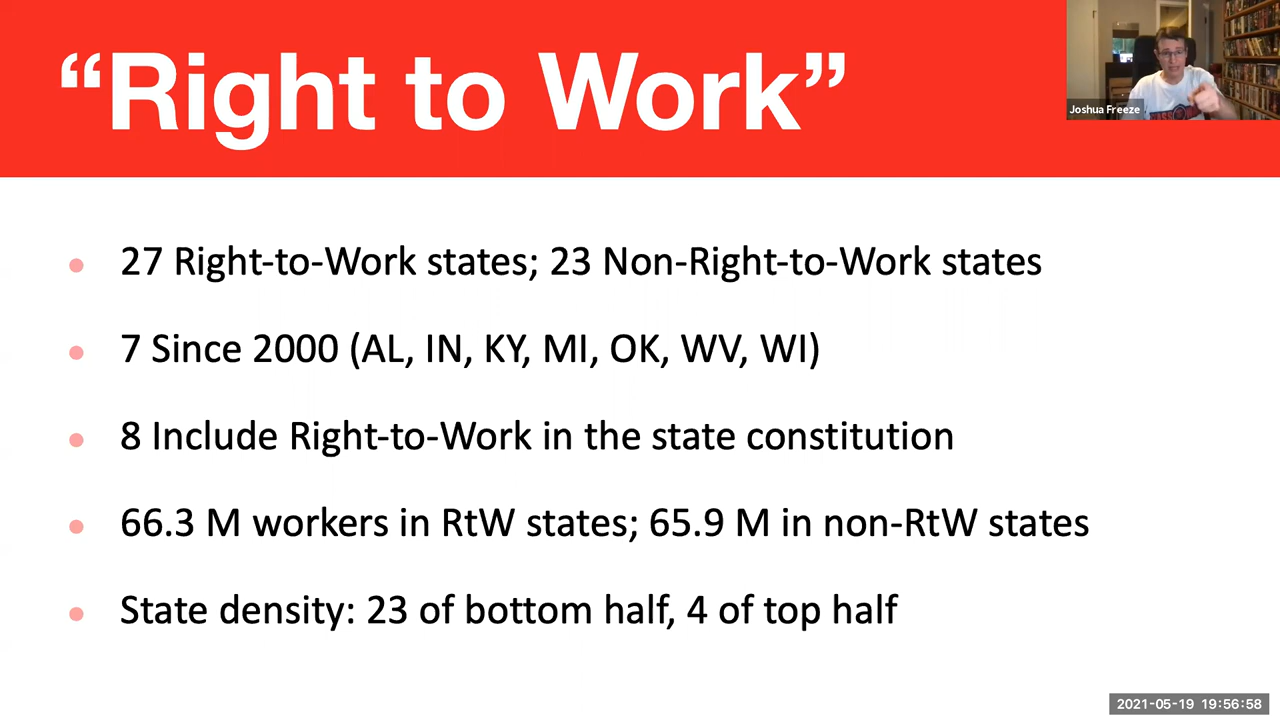 “Right to Work”
Joshua Freeze
27 Right-to-Work states; 23 Non-Right-to-Work states
7 Since 2000 (AL, IN, KY, MI, OK, WV, WI)
8 Include Right-to-Work in the state constitution
66.3 M workers in RtW states; 65.9 M in non-RtW states
State density: 23 of bottom half, 4 of top half
2021-05-19 19:56:58